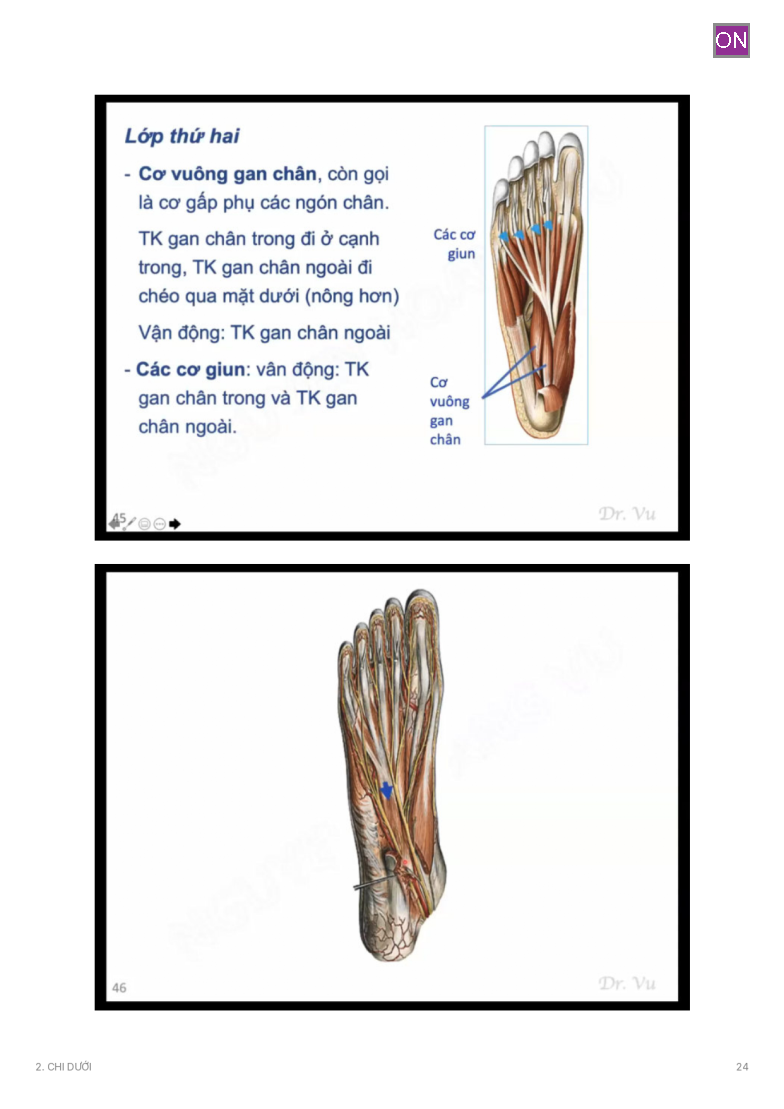 ON
Lớp thứ hai
- Cơ vuông gan chân, còn gọi
là cơ gấp phụ các ngón chân.
TK gan chân trong đi ở cạnh
trong, TK gan chân ngoài đi
chéo qua mặt dưới (nông hơn)
Vận động: TK gan chân ngoài
- Các cơ giun: vân động: TK
gan chân trong và TK gan
chân ngoài.
Các cơ
giun
Cơ
vuông
gan
chân
45
Dr. Vu
46
Dr. Vu
2. CHI DƯỚI
24